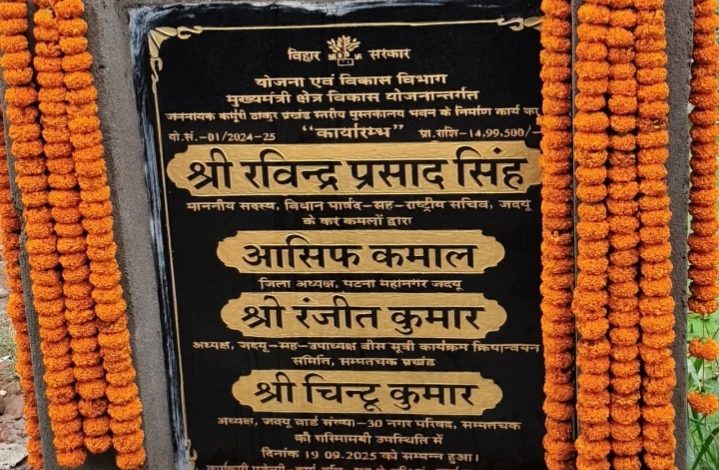 बिहार सरकार
योजना एवं विकास विभाग
मुख्यमंत्री क्षेत्र विकास योजनान्तर्गत
जननायक कर्पूरी ठाकुर प्रखंड स्तरीय पुस्तकालय भवन के निर्माण कार्य का
यो.सं.-01/2024-25 "कार्यारम्भ" प्रा.राशि-14,99,500/-
श्री रविन्द्र प्रसाद सिंह
माननीय सदस्य, विधान पार्षद-सह-राष्ट्रीय सचिव, जदयू
के कर कमलों द्वारा
आसिफ कमाल
जिला अध्यक्ष, पटना महानगर जदयू
श्री रंजीत कुमार
अध्यक्ष, जदयू-सह-उपाध्यक्ष बीस सूत्री कार्यक्रम क्रियान्वयन
समिति, सम्पतचक प्रखंड
श्री चिन्टू कुमार
अध्यक्ष, जदयू वार्ड संख्या-30 नगर परिषद, सम्पतचक
की गरिमामयी उपस्थिति में
दिनांक 19.09.2025 को सम्पन्न हुआ।